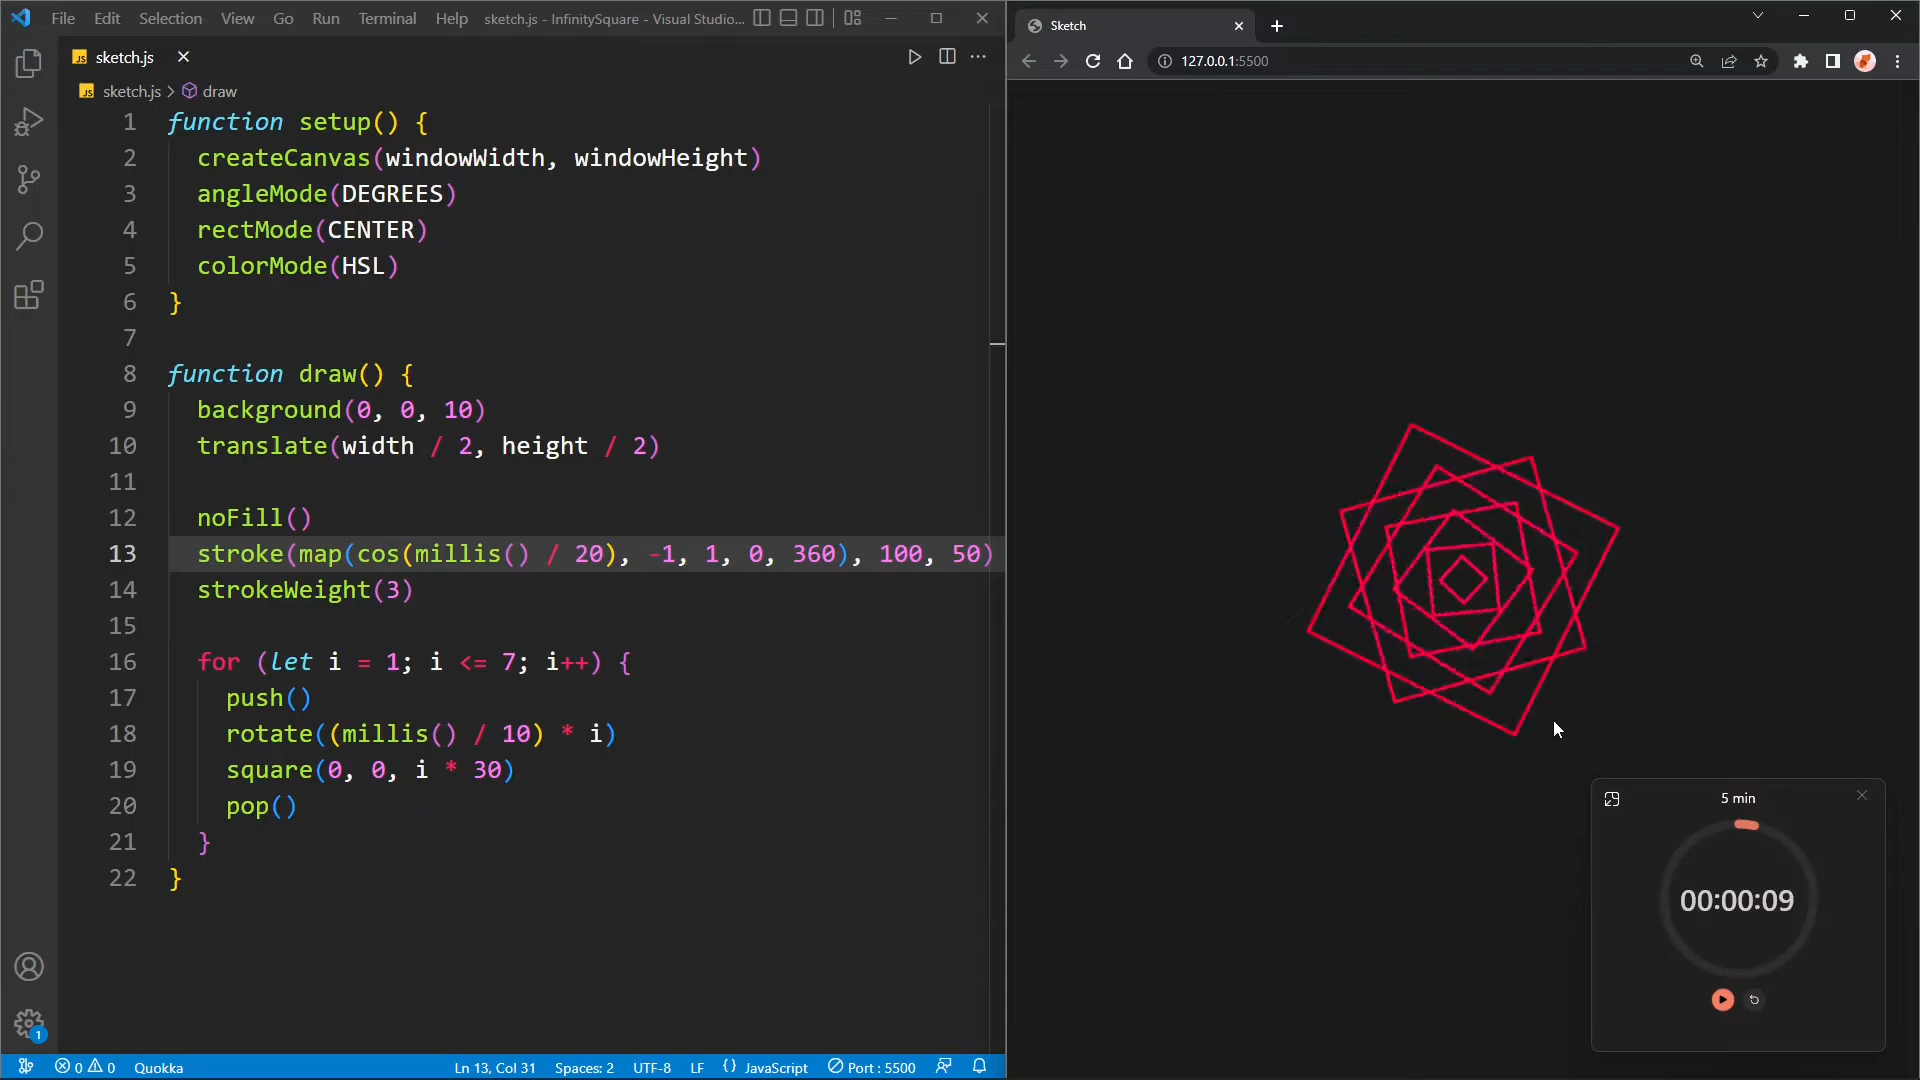 File Edit Selection View Go Run Terminal Help sketch.js - InfinitySquare - Visual Studio...
JS sketch.js
JS sketch.js > draw
1 function setup() {
2 createCanvas(windowWidth, windowHeight)
3 angleMode(DEGREES)
4 rectMode(CENTER)
5 colorMode(HSL)
6 }
7
8 function draw() {
9 background(0, 0, 10)
10 translate(width / 2, height / 2)
11
12 noFill()
13 stroke(map(cos(millis() / 20), -1, 1, 0, 360), 100, 50)
14 strokeWeight(3)
15
16 for (let i = 1; i <= 7; i++) {
17 push()
18 rotate((millis() / 10) * i)
19 square(0, 0, i * 30)
20 pop()
21 }
22 }
1
0 0 Quokka Ln 13, Col 31 Spaces: 2 UTF-8 LF {} JavaScript Port : 5500
Sketch
127.0.0.1:5500
5 min
00:00:09